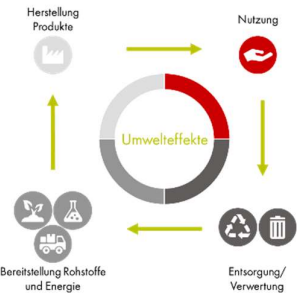 Herstellung
Produkte
Nutzung
Umwelteffekte
Bereitstellung Rohstoffe
und Energie
Entsorgung/
Verwertung